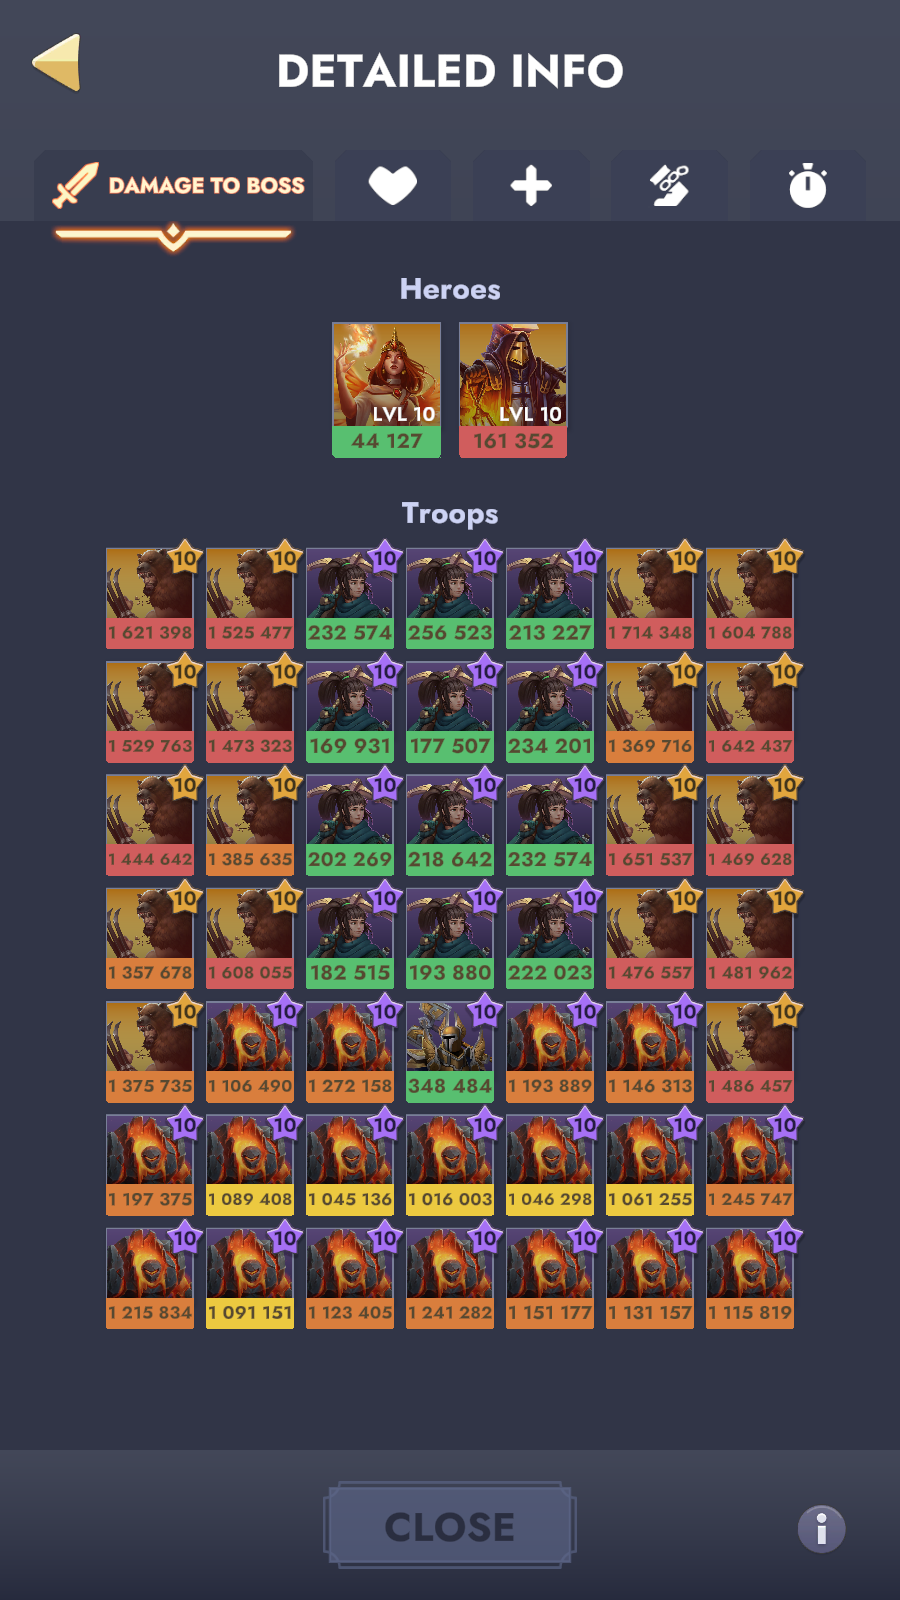 DETAILED INFO
DAMAGE TO BOSS
Heroes
LVL 10 LVL 10
44 127 161 352
Troops
10 10 10 10 10 10 10
1 621 398 1 525 477 232 574 256 523 213 227 1 714 348 1 604 788
10 10 10 10 10 10 10
1 529 763 1 473 323 169 931 177 507 234 201 1 369 716 1 642 437
10 10 10 10 10 10 10
1 444 642 1 385 635 202 269 218 642 232 574 1 651 537 1 469 628
10 10 10 10 10 10 10
1 357 678 1 608 055 182 515 193 880 222 023 1 476 557 1 481 962
10 10 10 10 10 10 10
1 375 735 1 106 490 1 272 158 348 484 1 193 889 1 146 313 1 486 457
10 10 10 10 10 10 10
1 197 375 1 089 408 1 045 136 1 016 003 1 046 298 1 061 255 1 245 747
10 10 10 10 10 10 10
1 215 834 1 091 151 1 123 405 1 241 282 1 151 177 1 131 157 1 115 819
CLOSE
i